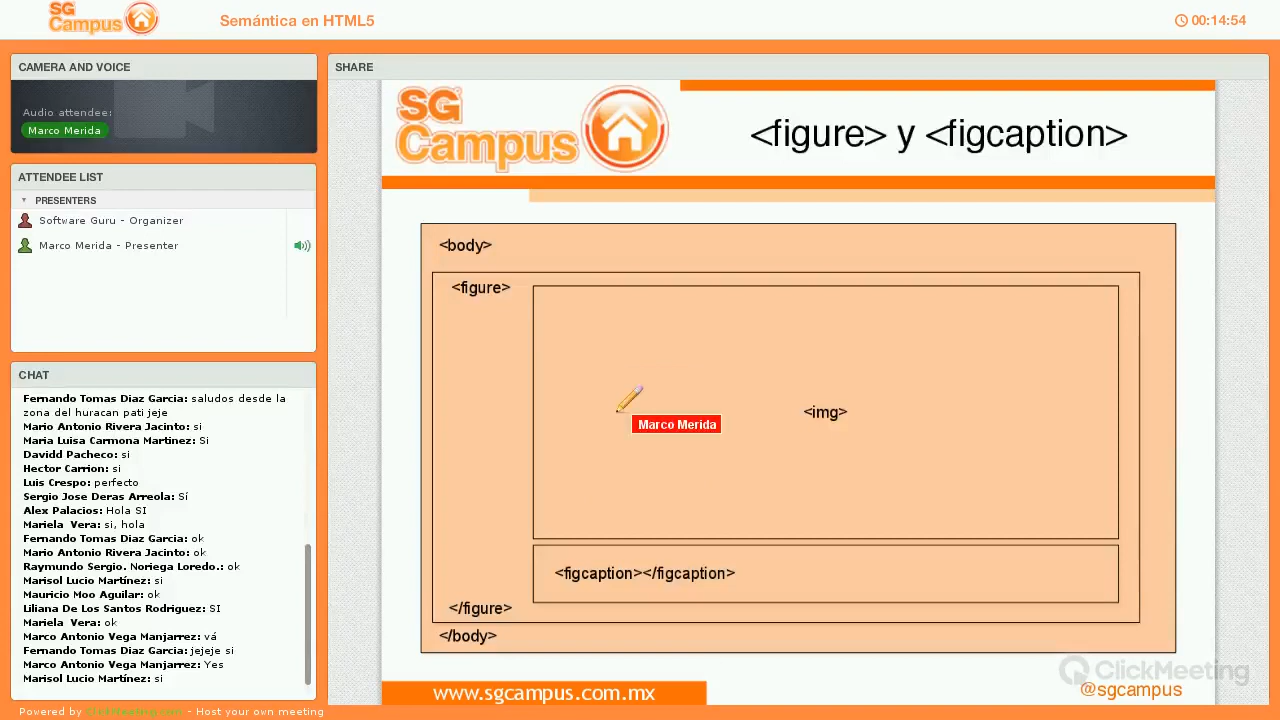 SG Campus
Semántica en HTML5
00:14:54
CAMERA AND VOICE
Audio attendee:
Marco Merida
ATTENDEE LIST
PRESENTERS
Software Guru - Organizer
Marco Merida - Presenter
CHAT
Fernando Tomas Diaz Garcia: saludos desde la
zona del huracan pati jeje
Mario Antonio Rivera Jacinto: si
Maria Luisa Carmona Martinez: Si
Davidd Pacheco: si
Hector Carrion: si
Luis Crespo: perfecto
Sergio Jose Deras Arreola: Sí
Alex Palacios: Hola SI
Mariela Vera: si, hola
Fernando Tomas Diaz Garcia: ok
Mario Antonio Rivera Jacinto: ok
Raymundo Sergio. Noriega Loredo.: ok
Marisol Lucio Martínez: si
Mauricio Moo Aguilar: ok
Liliana De Los Santos Rodriguez: SI
Mariela Vera: ok
Marco Antonio Vega Manjarrez: vá
Fernando Tomas Diaz Garcia: jejeje si
Marco Antonio Vega Manjarrez: Yes
Marisol Lucio Martínez: si
Powered by ClickMeeting.com - Host your own meeting
SHARE
SG
Campus
<figure> y <figcaption>
<body>
<figure>
<img>
Marco Merida
<figcaption></figcaption>
</figure>
</body>
ClickMeeting
www.sgcampus.com.mx
@sgcampus